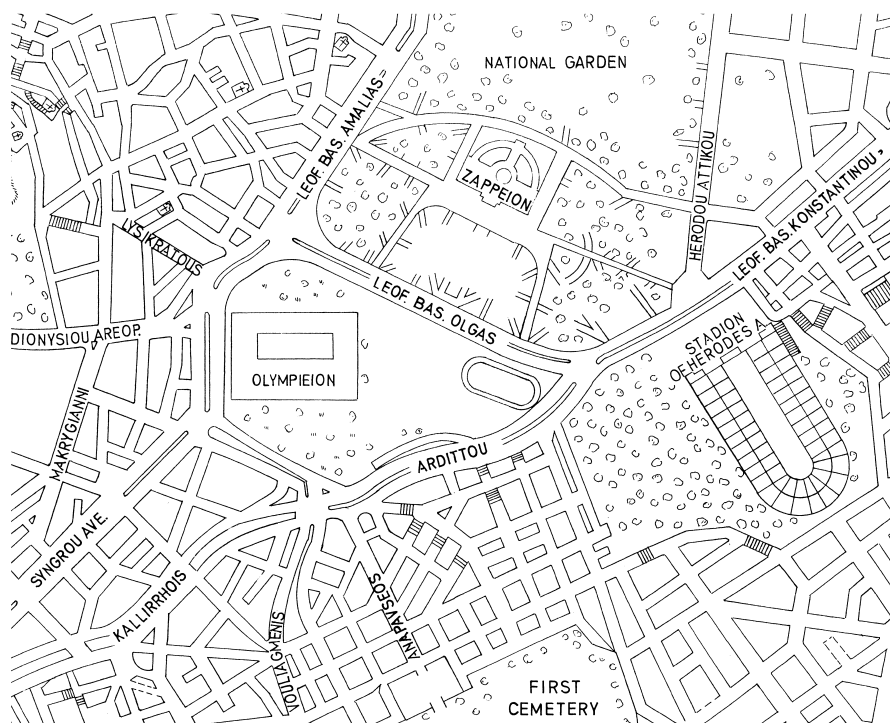 NATIONAL GARDEN
LEOF. BAS. AMALIAS
ZAPPEION
HERODOU ATTIKOU
LEOF. BAS. KONSTANTINOU
LYSIKRATOUS
LEOF. BAS. OLGAS
DIONYSIOU AREOP.
STADION
OF HERODES A.
OLYMPIEION
MAKRYGIANNI
ARDITTOU
SYNGROU AVE.
KALLIRRHOIS
VOULIAGMENIS
ANAPAVSEOS
FIRST
CEMETERY